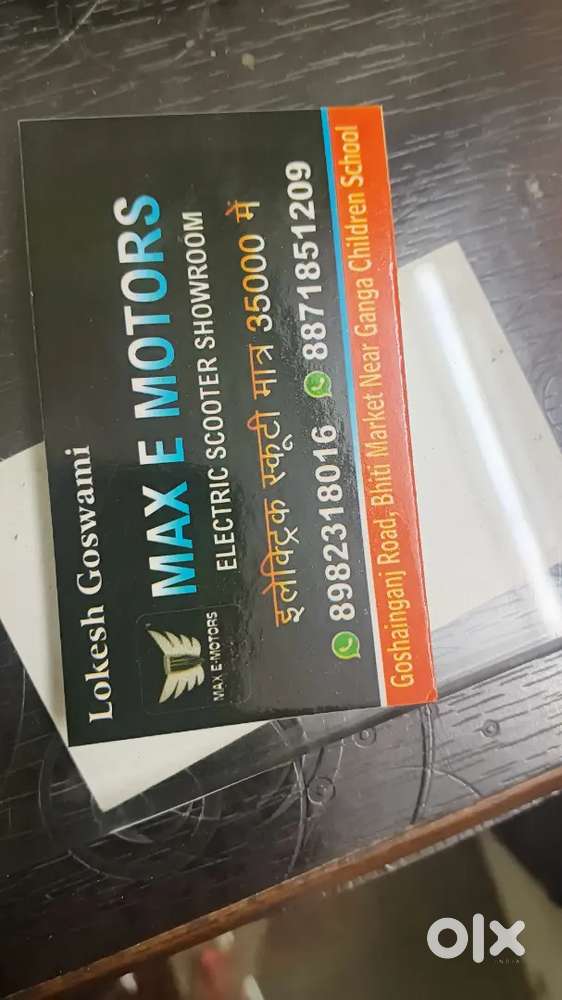 Lokesh Goswami
MAX E-MOTORS
MAX E MOTORS
ELECTRIC SCOOTER SHOWROOM
इलेक्ट्रिक स्कूटी मात्र 35000 में
8982318016 8871851209
Goshainganj Road, Bhiti Market Near Ganga Children School
olx
INDIA